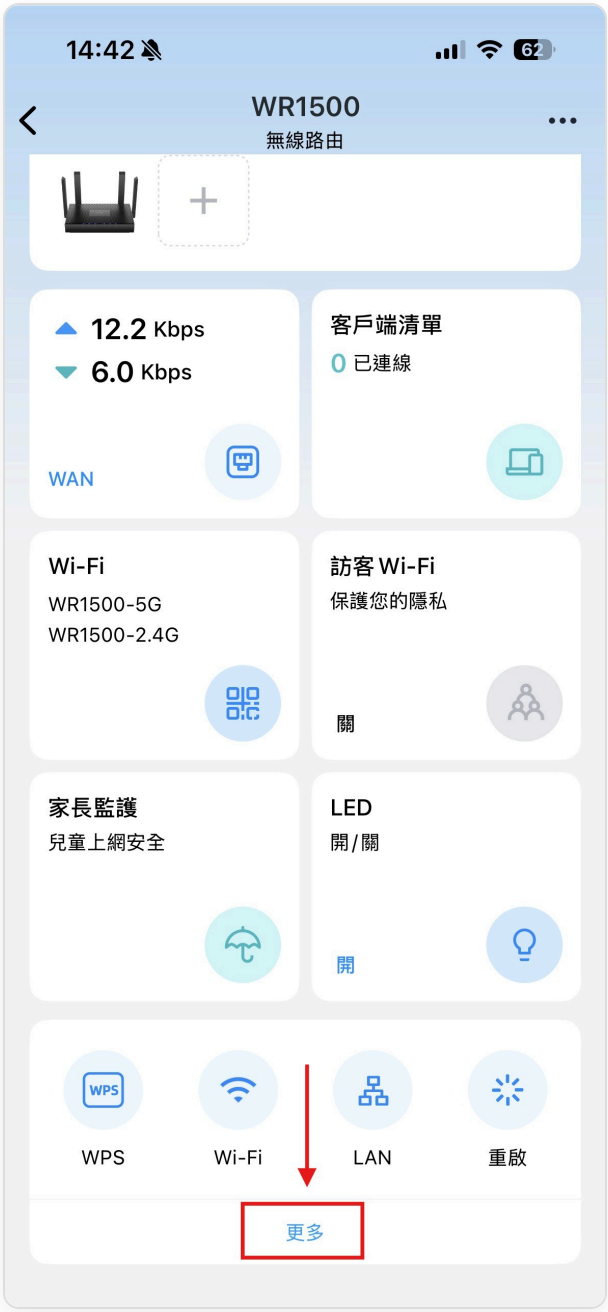 14:42
62
WR1500
無線路由
12.2 Kbps
6.0 Kbps
WAN
客戶端清單
0 已連線
Wi-Fi
WR1500-5G
WR1500-2.4G
訪客 Wi-Fi
保護您的隱私
關
家長監護
兒童上網安全
LED
開/關
開
WPS
WPS
Wi-Fi
LAN
重啟
更多